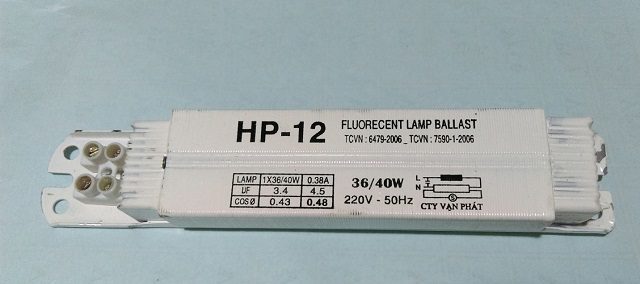 HP-12
FLUORECENT LAMP BALLAST
TCVN : 6479-2006 _ TCVN : 7590-1-2006
LAMP 1X36/40W 0.38A
UF 3.4 4.5
COS Ø 0.43 0.48
36/40W
220V - 50Hz
L
N
S
CTY VẠN PHÁT